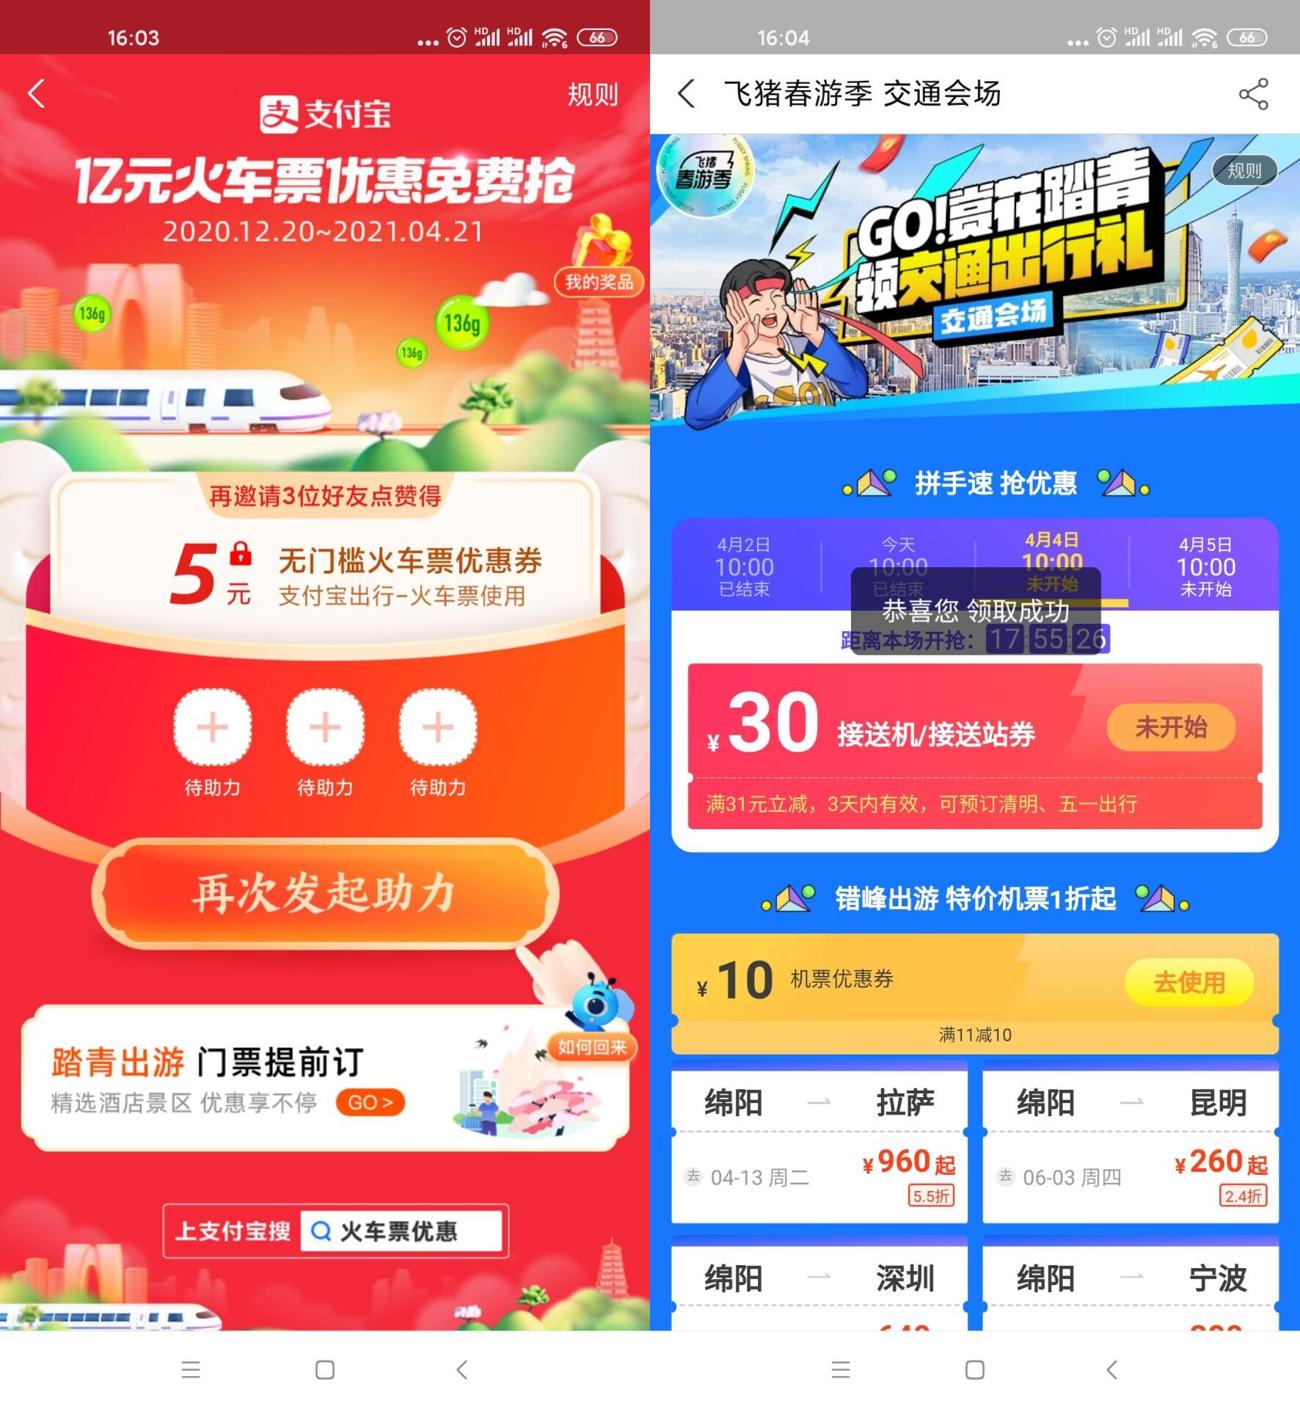 16:03
HD
HD
6
66
规则
支
支付宝
亿元火车票优惠免费抢
2020.12.20~2021.04.21
我的奖品
136g
136g
136g
再邀请3位好友点赞得
5元
无门槛火车票优惠券
支付宝出行-火车票使用
待助力
待助力
待助力
再次发起助力
踏青出游 门票提前订
精选酒店景区 优惠享不停
GO >
如何回来
上支付宝搜
火车票优惠
16:04
HD
HD
6
66
飞猪春游季 交通会场
飞猪
春游季
规则
GO!赏花踏青
领交通出行礼
交通会场
拼手速 抢优惠
4月2日
10:00
已结束
今天
10:00
已结束
4月4日
10:00
未开始
4月5日
10:00
未开始
恭喜您 领取成功
距离本场开抢: 17 55 26
¥30
接送机/接送站券
未开始
满31元立减，3天内有效，可预订清明、五一出行
错峰出游 特价机票1折起
¥10
机票优惠券
去使用
满11减10
绵阳
拉萨
去 04-13 周二
¥960起
5.5折
绵阳
昆明
去 06-03 周四
¥260起
2.4折
绵阳
深圳
绵阳
宁波